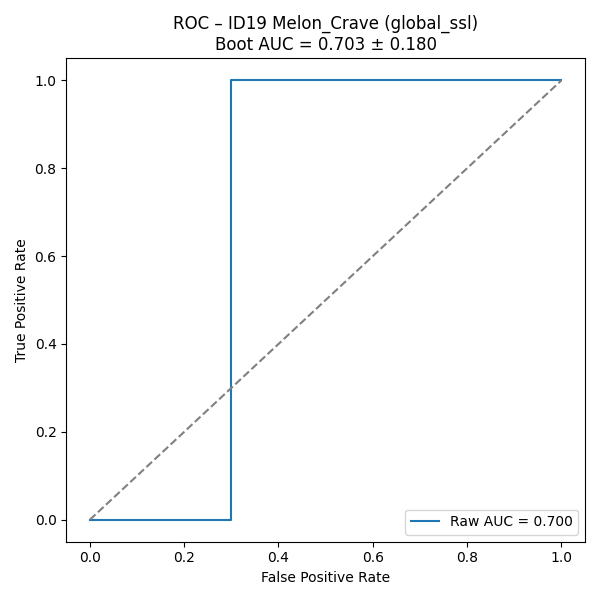 ROC – ID19 Melon_Crave (global_ssl)
Boot AUC = 0.703 ± 0.180
1.0
0.8
0.6
0.4
0.2
0.0
True Positive Rate
Raw AUC = 0.700
0.0 0.2 0.4 0.6 0.8 1.0
False Positive Rate